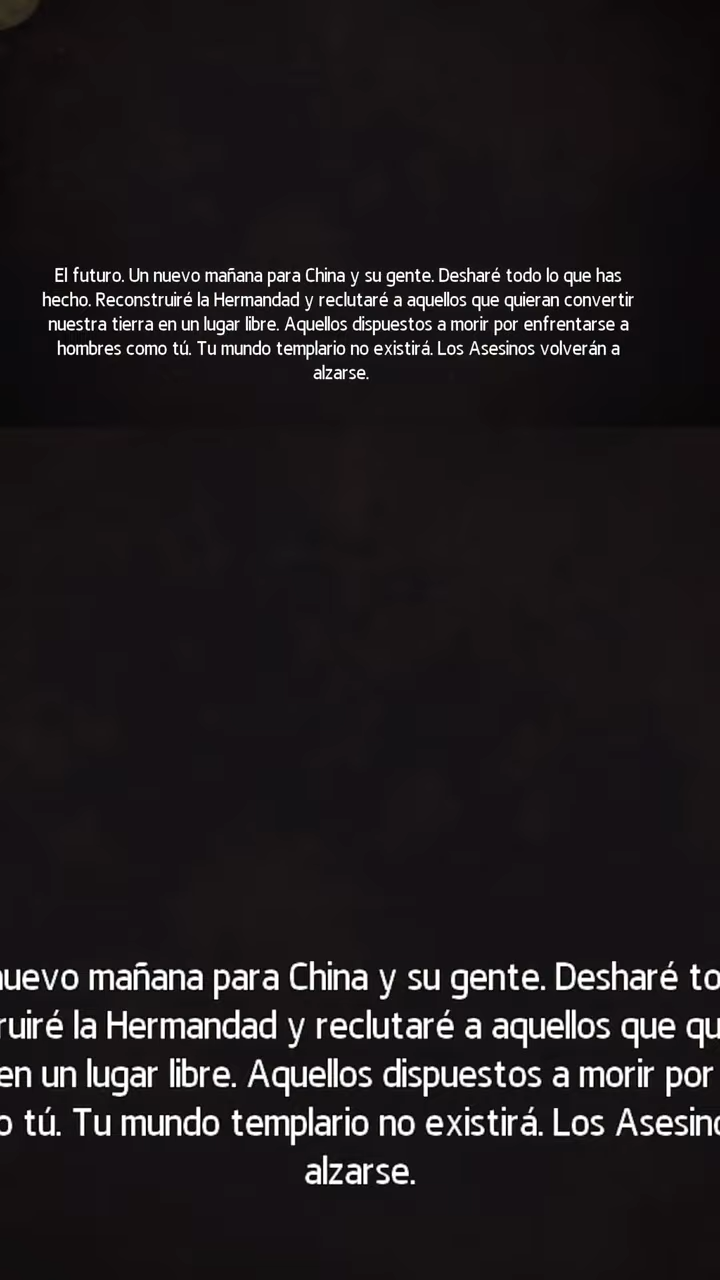 El futuro. Un nuevo mañana para China y su gente. Desharé todo lo que has
hecho. Reconstruiré la Hermandad y reclutaré a aquellos que quieran convertir
nuestra tierra en un lugar libre. Aquellos dispuestos a morir por enfrentarse a
hombres como tú. Tu mundo templario no existirá. Los Asesinos volverán a
alzarse.
nuevo mañana para China y su gente. Desharé to
ruiré la Hermandad y reclutaré a aquellos que qu
en un lugar libre. Aquellos dispuestos a morir por
o tú. Tu mundo templario no existirá. Los Asesino
alzarse.